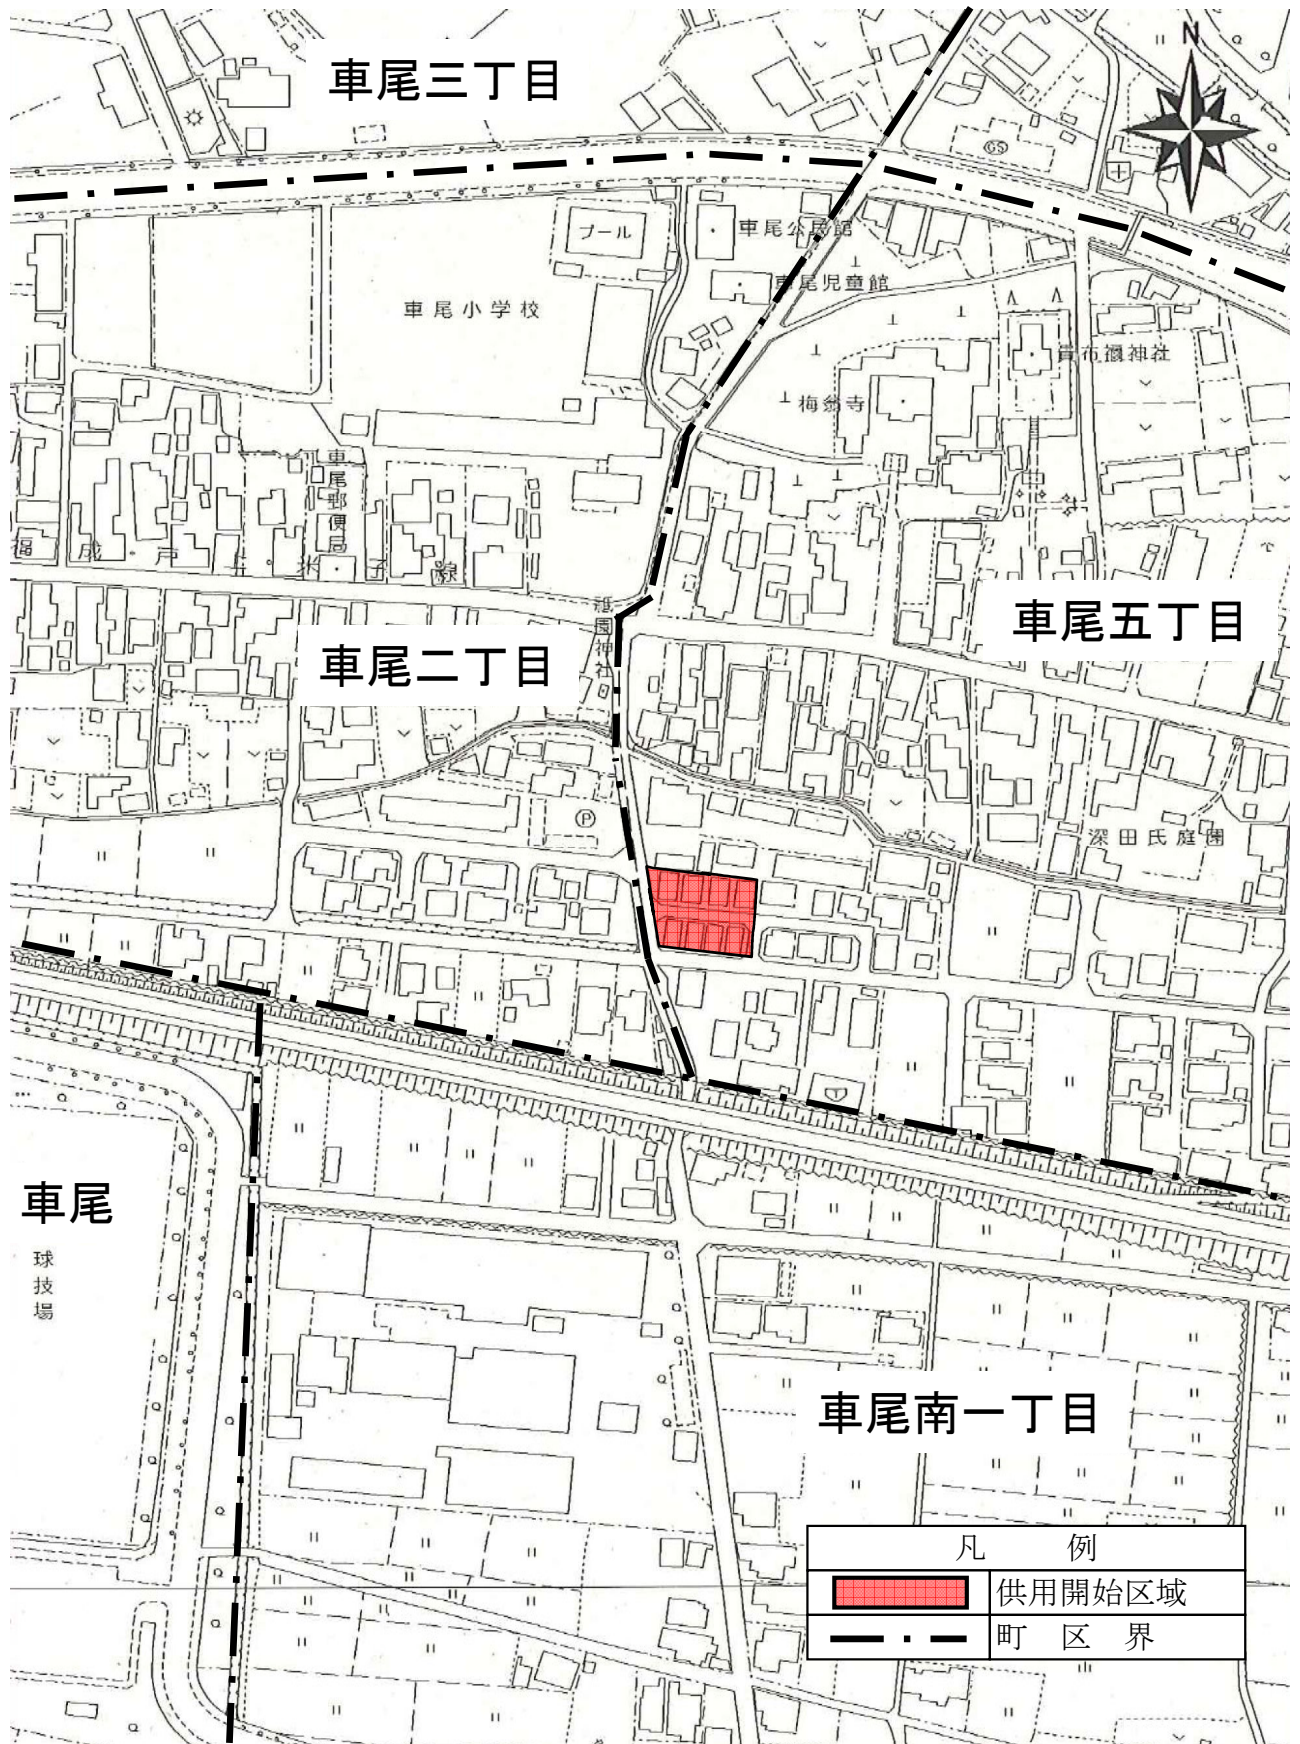 N
車尾三丁目
GS
プール
車尾公民館
車尾児童館
車尾小学校
貴布禰神社
梅翁寺
車尾郵便局
福成戸上米子線
祗園神社
車尾五丁目
車尾二丁目
P
深田氏庭園
車尾
球技場
車尾南一丁目
凡例
供用開始区域
町区界